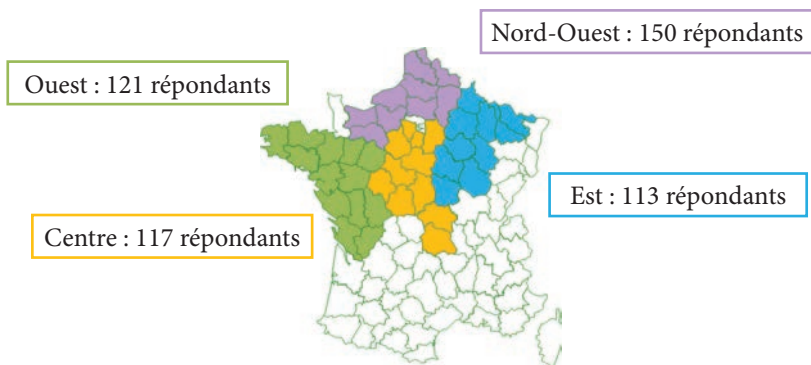 Nord-Ouest : 150 répondants
Ouest : 121 répondants
Est : 113 répondants
Centre : 117 répondants